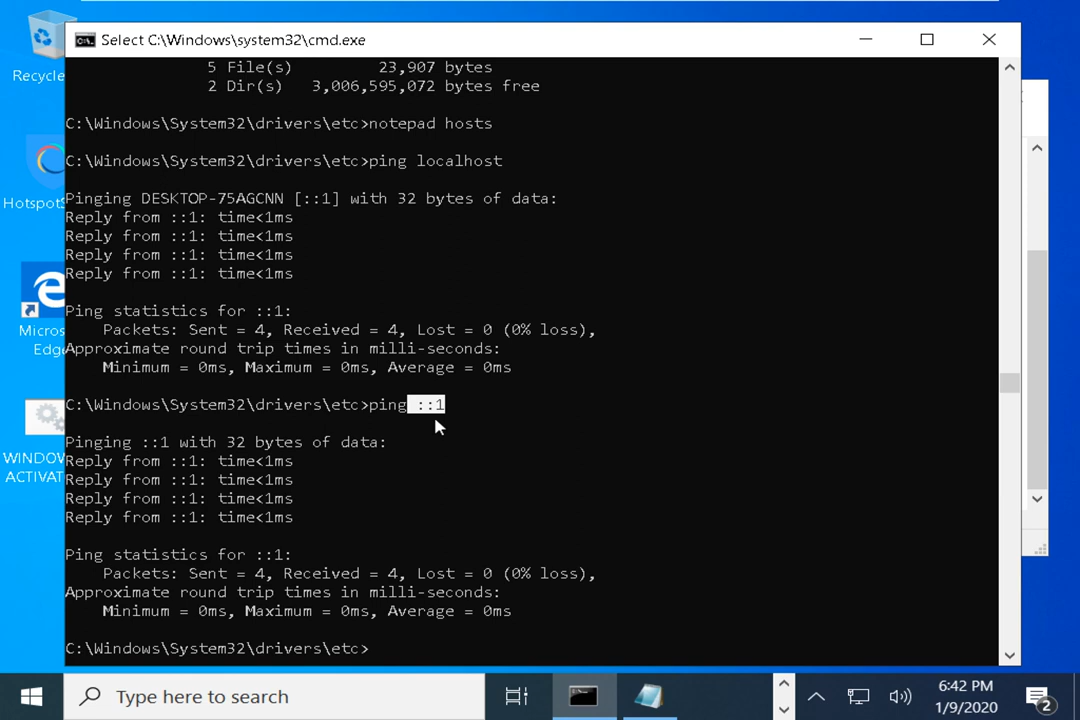 Select C:\Windows\system32\cmd.exe
5 File(s) 23,907 bytes
2 Dir(s) 3,006,595,072 bytes free
C:\Windows\System32\drivers\etc>notepad hosts
C:\Windows\System32\drivers\etc>ping localhost
Pinging DESKTOP-75AGCNN [::1] with 32 bytes of data:
Reply from ::1: time<1ms
Reply from ::1: time<1ms
Reply from ::1: time<1ms
Reply from ::1: time<1ms
Ping statistics for ::1:
Packets: Sent = 4, Received = 4, Lost = 0 (0% loss),
Approximate round trip times in milli-seconds:
Minimum = 0ms, Maximum = 0ms, Average = 0ms
C:\Windows\System32\drivers\etc>ping ::1
Pinging ::1 with 32 bytes of data:
Reply from ::1: time<1ms
Reply from ::1: time<1ms
Reply from ::1: time<1ms
Reply from ::1: time<1ms
Ping statistics for ::1:
Packets: Sent = 4, Received = 4, Lost = 0 (0% loss),
Approximate round trip times in milli-seconds:
Minimum = 0ms, Maximum = 0ms, Average = 0ms
C:\Windows\System32\drivers\etc>
Recycle
Hotspot
Micros
Edg
WINDOW
ACTIVAT
Type here to search
6:42 PM
1/9/2020
2